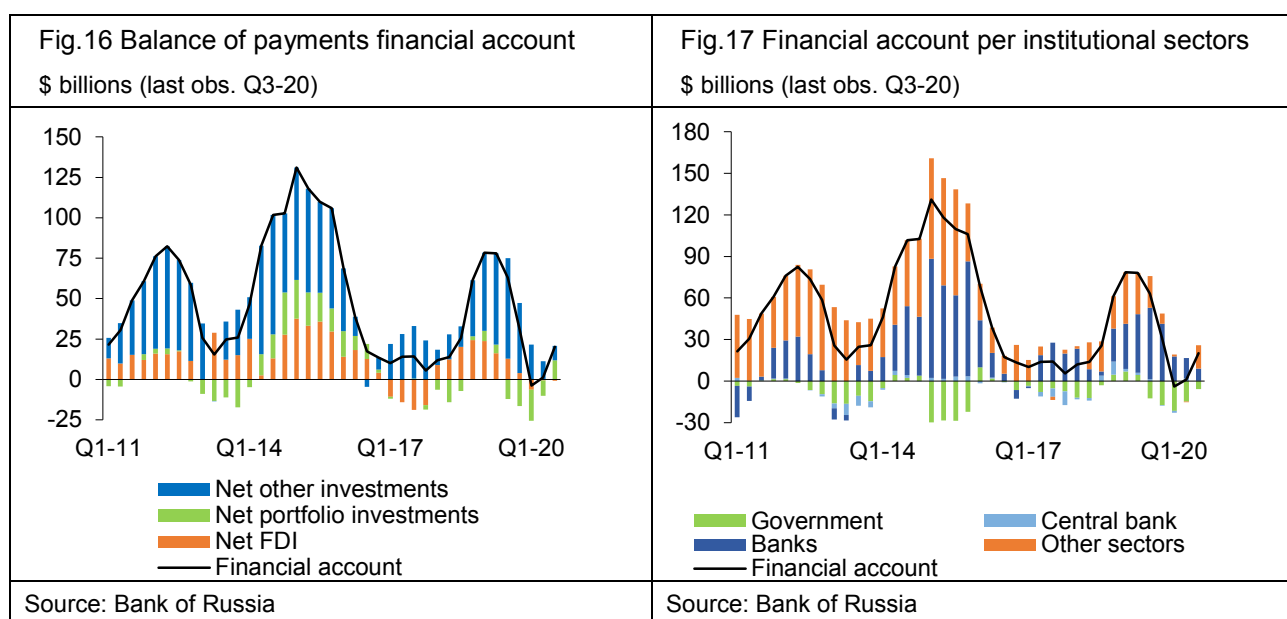 Fig.16 Balance of payments financial account
$ billions (last obs. Q3-20)
150
125
100
75
50
25
0
-25
Q1-11 Q1-14 Q1-17 Q1-20
Net other investments
Net portfolio investments
Net FDI
Financial account
Source: Bank of Russia
Fig.17 Financial account per institutional sectors
$ billions (last obs. Q3-20)
180
150
120
90
60
30
0
-30
Q1-11 Q1-14 Q1-17 Q1-20
Government Central bank
Banks Other sectors
Financial account
Source: Bank of Russia